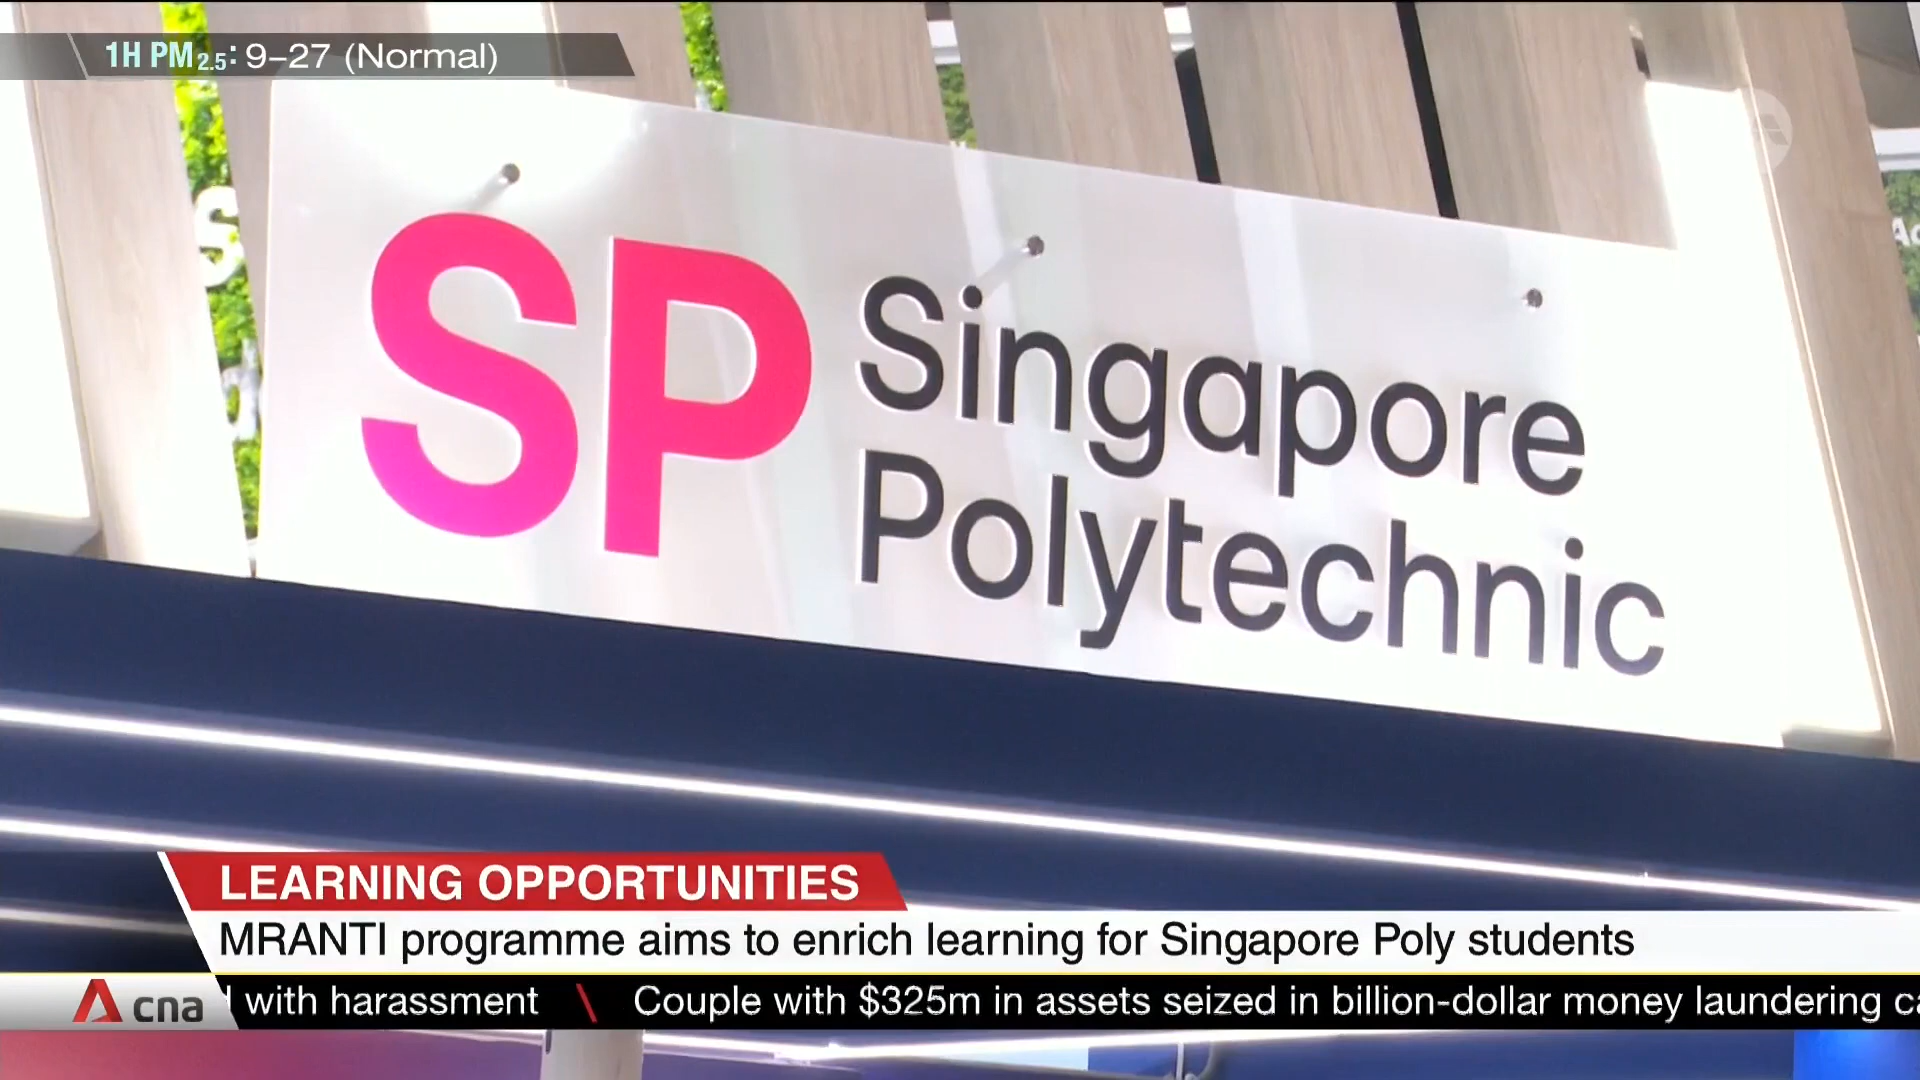 1H PM2.5: 9–27 (Normal)
SP Singapore
Polytechnic
LEARNING OPPORTUNITIES
MRANTI programme aims to enrich learning for Singapore Poly students
cna with harassment \ Couple with $325m in assets seized in billion-dollar money laundering